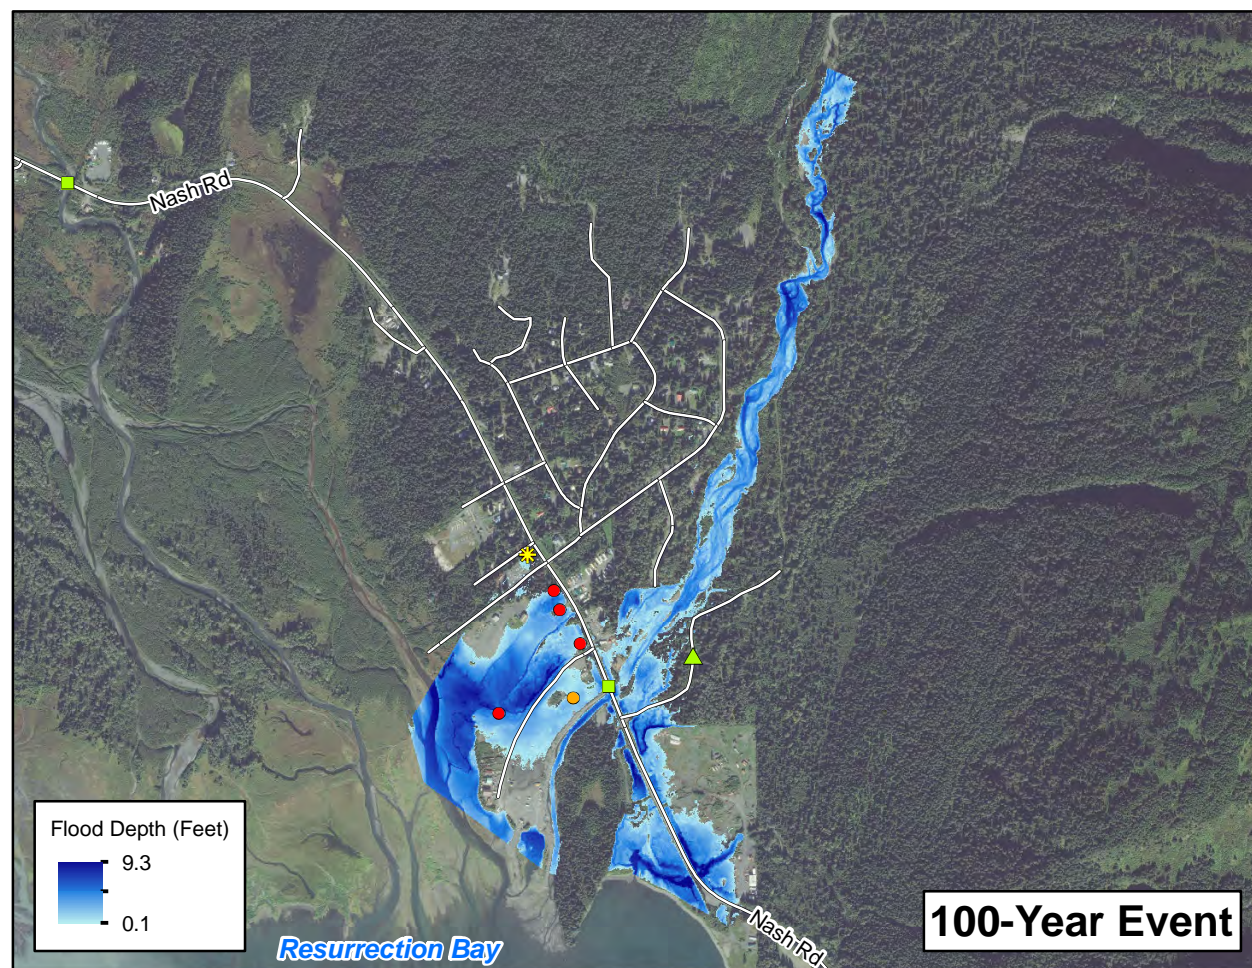 Nash Rd
Flood Depth (Feet)
9.3
0.1
Resurrection Bay
Nash Rd
100-Year Event